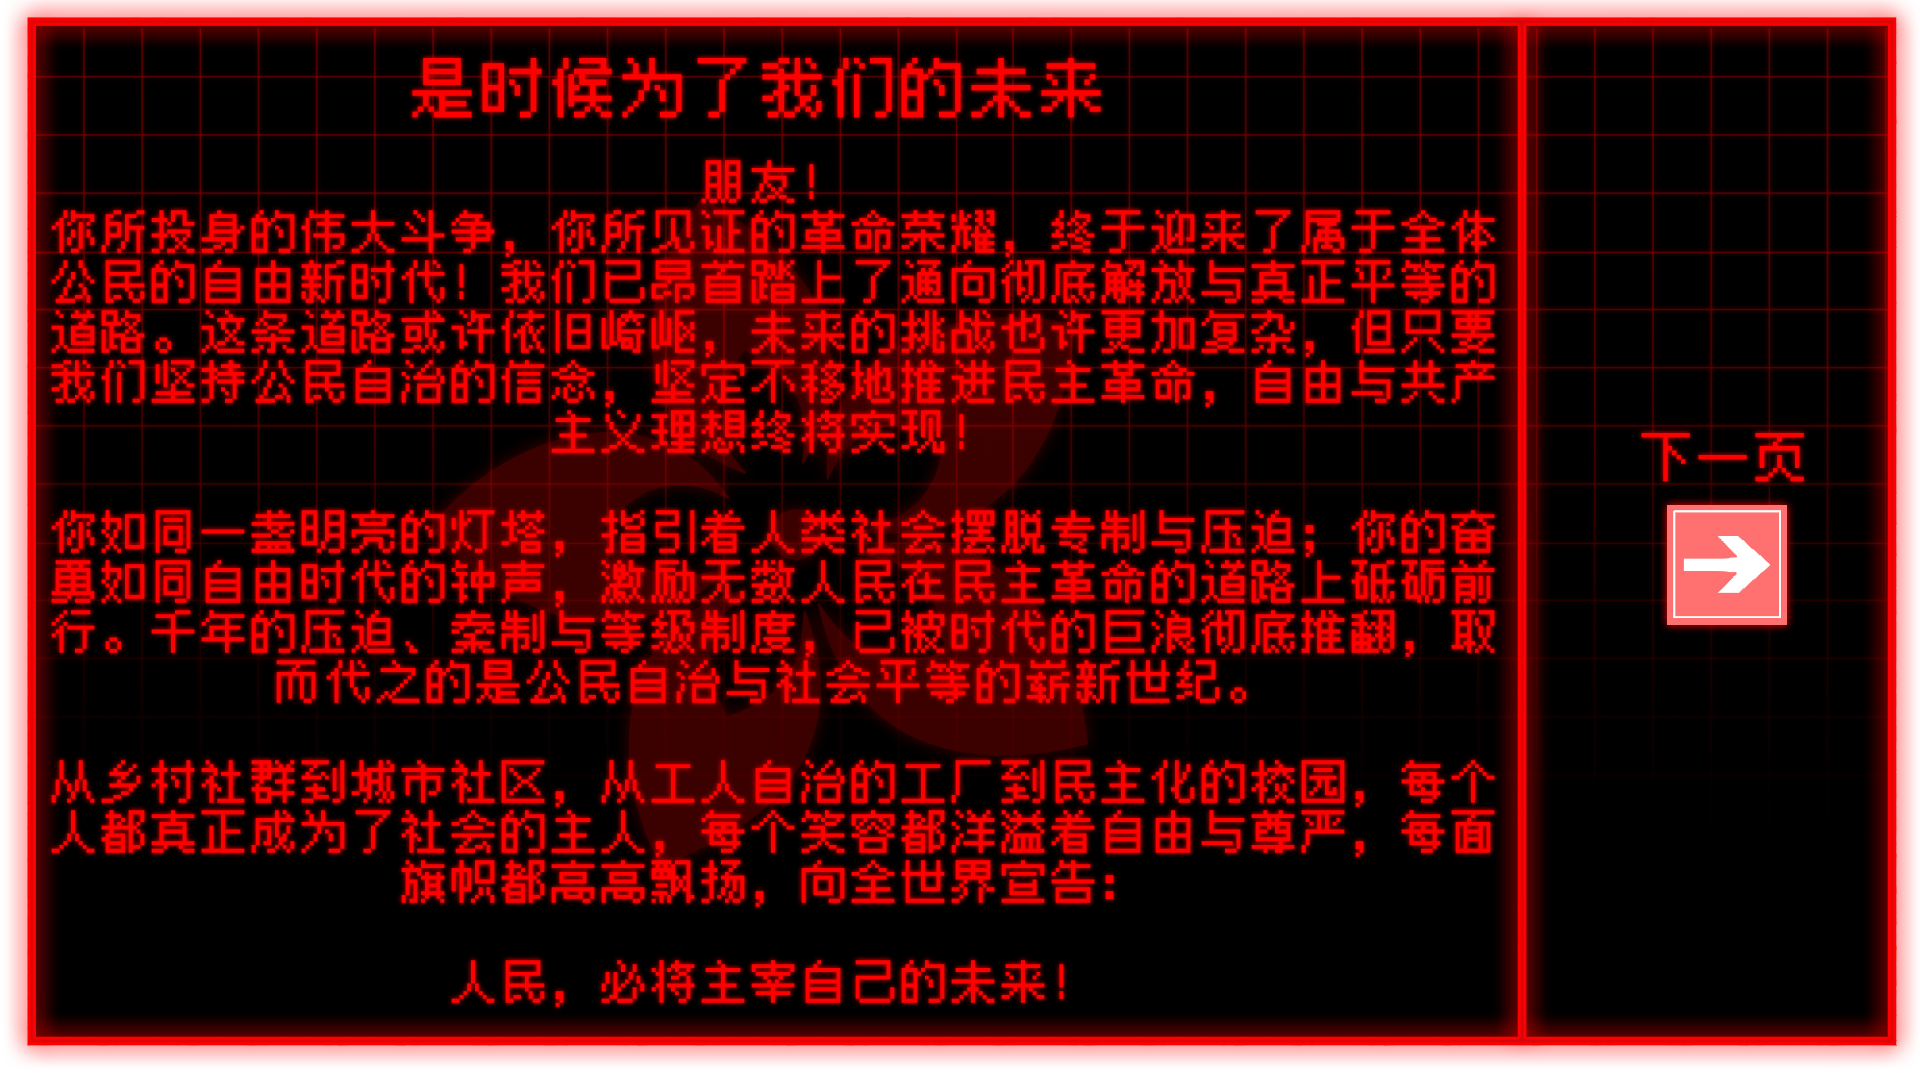 是时候为了我们的未来
朋友！
你所投身的伟大斗争，你所见证的革命荣耀，终于迎来了属于全体
公民的自由新时代！我们已昂首踏上了通向彻底解放与真正平等的
道路。这条道路或许依旧崎岖，未来的挑战也许更加复杂，但只要
我们坚持公民自治的信念，坚定不移地推进民主革命，自由与共产
主义理想终将实现！
你如同一盏明亮的灯塔，指引着人类社会摆脱专制与压迫；你的奋
勇如同自由时代的钟声，激励无数人民在民主革命的道路上砥砺前
行。千年的压迫、秦制与等级制度，已被时代的巨浪彻底推翻，取
而代之的是公民自治与社会平等的崭新世纪。
从乡村社群到城市社区，从工人自治的工厂到民主化的校园，每个
人都真正成为了社会的主人，每个笑容都洋溢着自由与尊严，每面
旗帜都高高飘扬，向全世界宣告：
人民，必将主宰自己的未来！
下一页